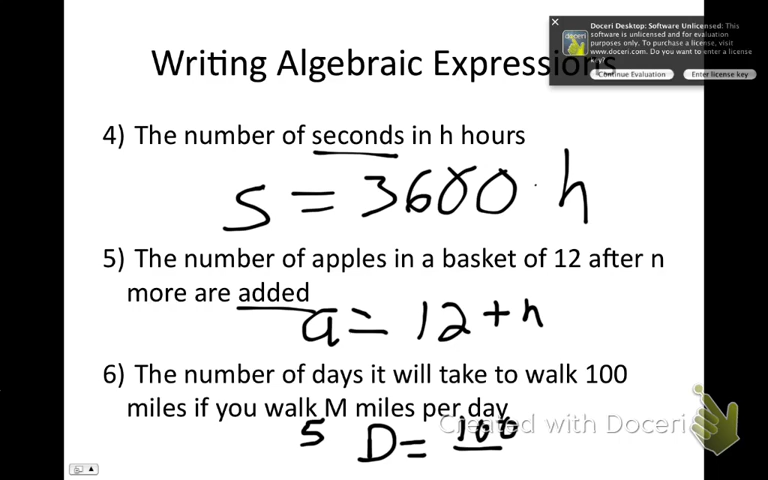 Doceri Desktop: Software Unlicensed: This
software is unlicensed and for evaluation
purposes only. To purchase a license, visit
www.doceri.com. Do you want to enter a license
key?
Continue Evaluation Enter license key
doceri
Writing Algebraic Expressions
4) The number of seconds in h hours
s = 3600 · h
5) The number of apples in a basket of 12 after n
more are added
a = 12 + n
6) The number of days it will take to walk 100
miles if you walk M miles per day
Created with Doceri
5 D = 100